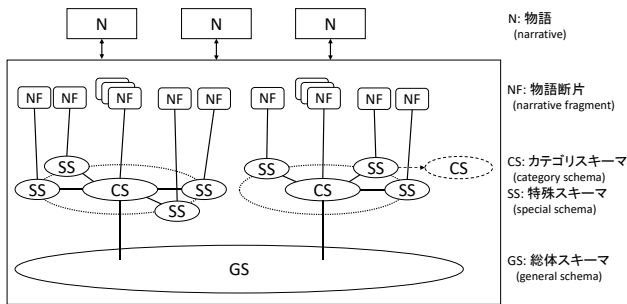 N
N
N
N: 物語
(narrative)
NF
NF
NF
NF
NF
NF
NF
NF
NF
NF: 物語断片
(narrative fragment)
SS
SS
CS
SS
SS
SS
SS
CS
SS
CS
CS: カテゴリスキーマ
(category schema)
SS: 特殊スキーマ
(special schema)
GS
GS: 総体スキーマ
(general schema)